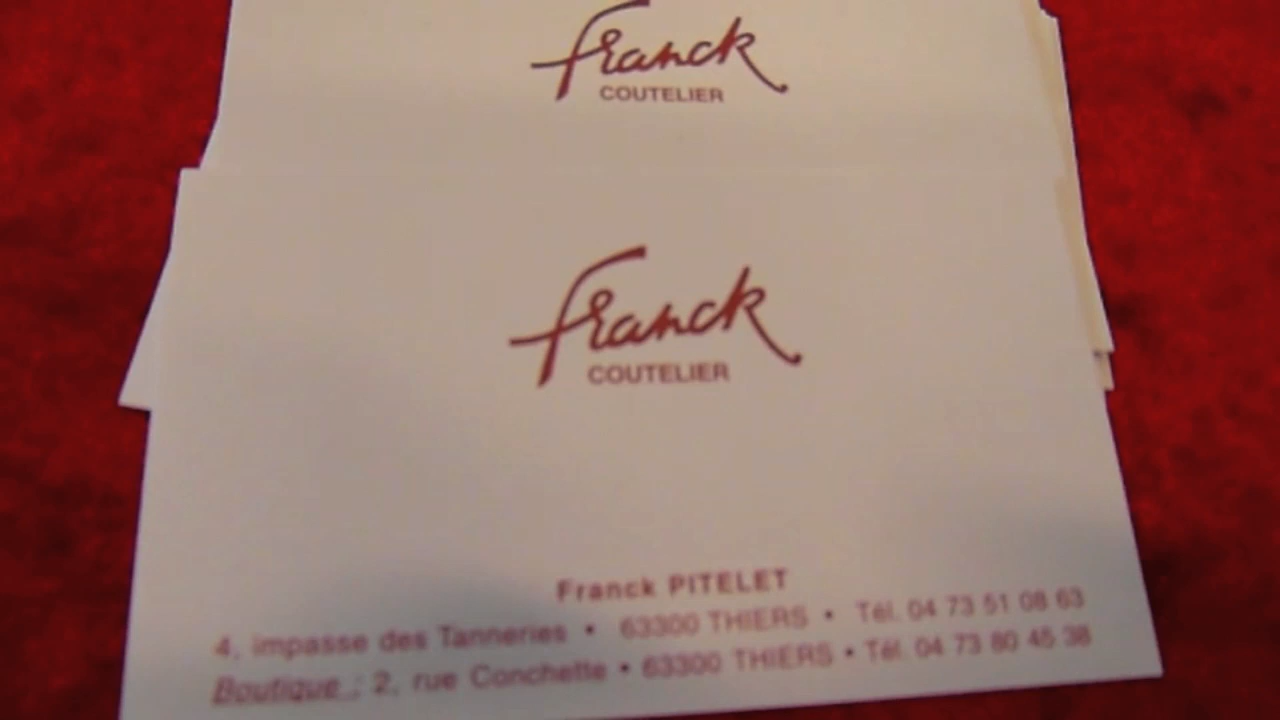 Franck
COUTELIER
Franck
COUTELIER
Franck PITELET
4, impasse des Tanneries • 63300 THIERS • Tél. 04 73 51 08 63
Boutique : 2, rue Conchette • 63300 THIERS • Tél. 04 73 80 45 38